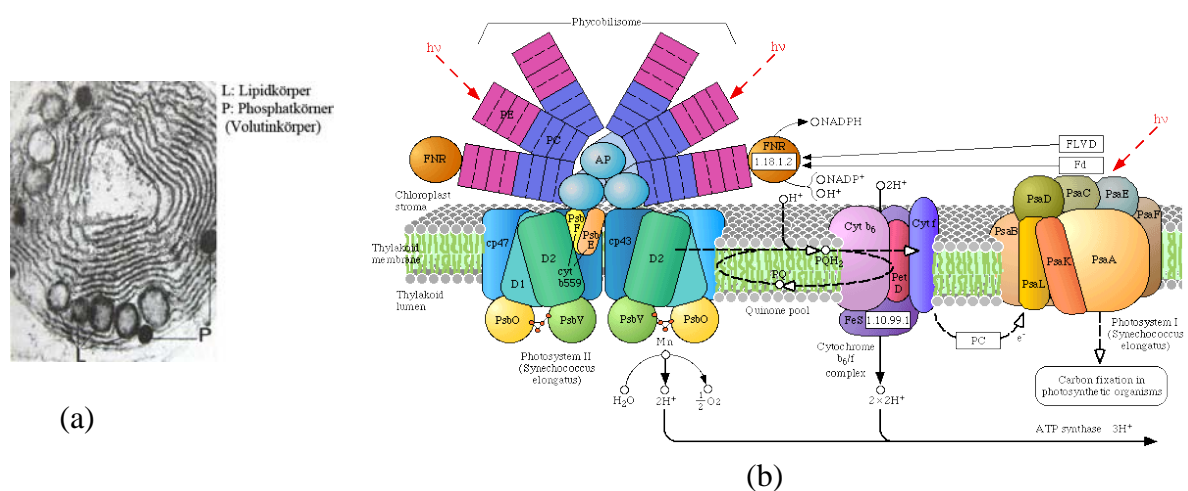 L: Lipidkörper
P: Phosphatkörner
(Volutinkörper)
P
L
(a)
Phycobilisome
hν
hν
hν
PE
PC
AP
FNR
FNR
1.18.1.2
NADPH
NADP+
H+
FLVD
Fd
Chloroplast
stroma
Thylakoid
membrane
Thylakoid
lumen
cp47
D1
D2
Psb
F
Psb
E
cyt
b559
cp43
D2
PsbO
PsbV
PsbV
PsbO
Mn
Photosystem II
(Synechococcus
elongatus)
H2O
2H+
1/2 O2
H+
PQH2
PQ
Quinone pool
2H+
Cyt b6
Cyt f
Pet
D
FeS
1.10.99.1
Cytochrome
b6/f
complex
2×2H+
PC
e-
PsaD
PsaC
PsaE
PsaB
PsaF
PsaL
PsaK
PsaA
Photosystem I
(Synechococcus
elongatus)
Carbon fixation in
photosynthetic organisms
ATP synthase 3H+
(b)